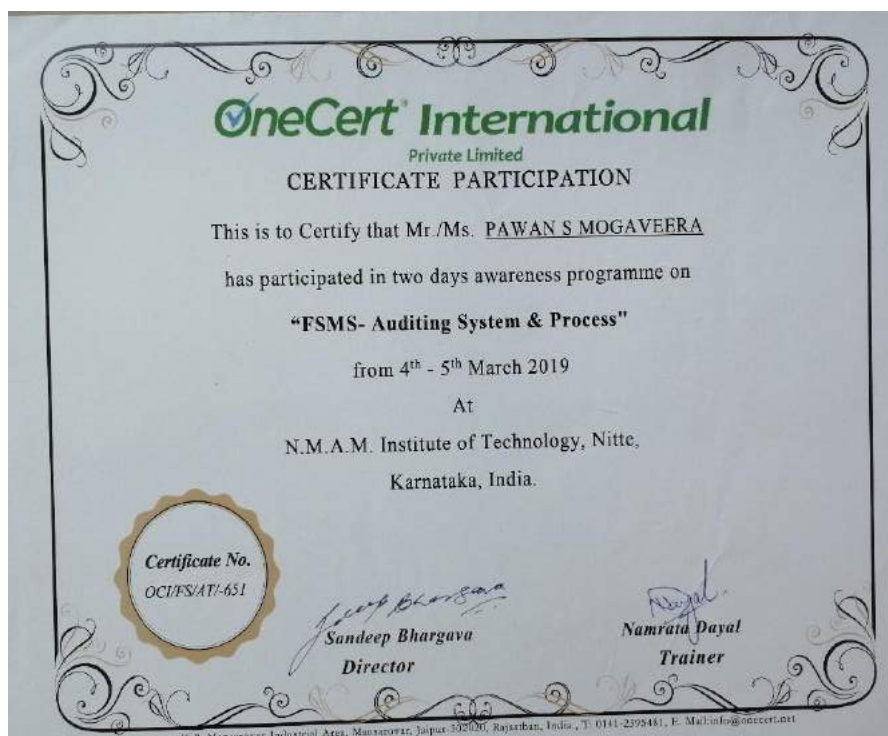 OneCert® International
Private Limited
CERTIFICATE PARTICIPATION
This is to Certify that Mr./Ms. PAWAN S MOGAVEERA
has participated in two days awareness programme on
“FSMS- Auditing System & Process"
from 4th - 5th March 2019
At
N.M.A.M. Institute of Technology, Nitte,
Karnataka, India.
Certificate No.
OCI/FS/AT/-651
Sandeep Bhargava
Director
Namrata Dayal
Trainer
Industrial Area, Mansarovar, Jaipur-302020, Rajasthan, India., T: 0141-2395481, E. Mail:info@onecert.net